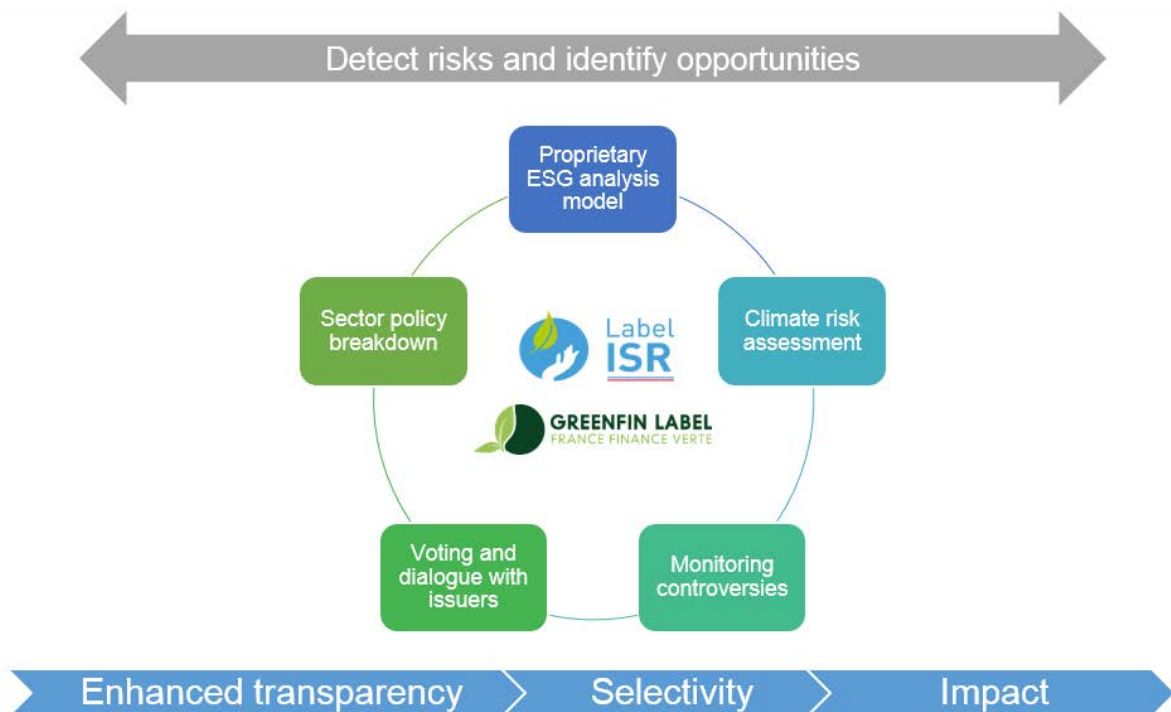 Detect risks and identify opportunities
Proprietary
ESG analysis
model
Sector policy
breakdown
Climate risk
assessment
Label
ISR
GREENFIN LABEL
FRANCE FINANCE VERTE
Voting and
dialogue with
issuers
Monitoring
controversies
Enhanced transparency
Selectivity
Impact